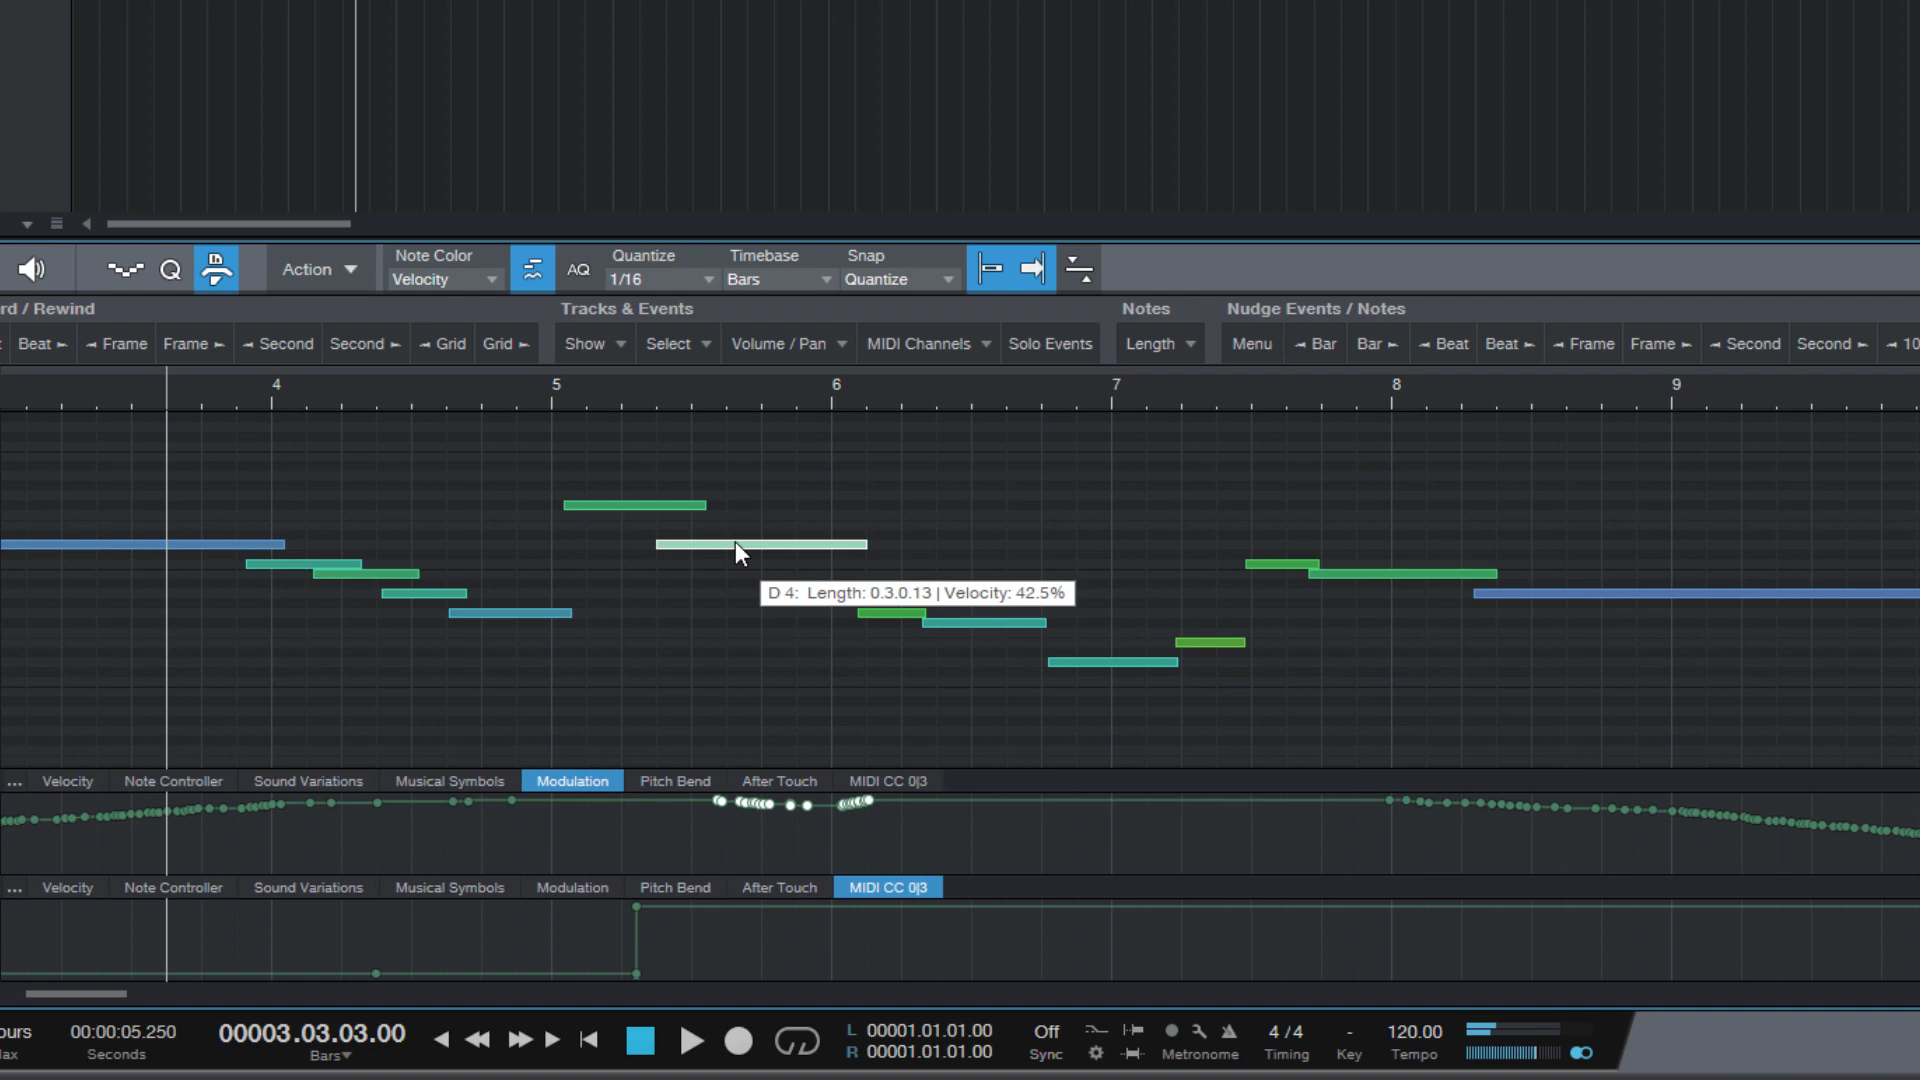 Action
Note Color
Velocity
AQ
Quantize
1/16
Timebase
Bars
Snap
Quantize
rd / Rewind
Tracks & Events
Notes
Nudge Events / Notes
Beat
Frame
Frame
Second
Second
Grid
Grid
Show
Select
Volume / Pan
MIDI Channels
Solo Events
Length
Menu
Bar
Bar
Beat
Beat
Frame
Frame
Second
Second
10
4
5
6
7
8
9
D 4: Length: 0.3.0.13 | Velocity: 42.5%
... Velocity Note Controller Sound Variations Musical Symbols Modulation Pitch Bend After Touch MIDI CC 0|3
... Velocity Note Controller Sound Variations Musical Symbols Modulation Pitch Bend After Touch MIDI CC 0|3
ours
ax
00:00:05.250
Seconds
00003.03.03.00
Bars
L 00001.01.01.00
R 00001.01.01.00
Off
Sync
Metronome
4 / 4
Timing
-
Key
120.00
Tempo